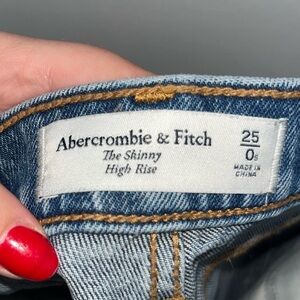 Abercrombie & Fitch
The Skinny
High Rise
25
0s
MADE IN
CHINA